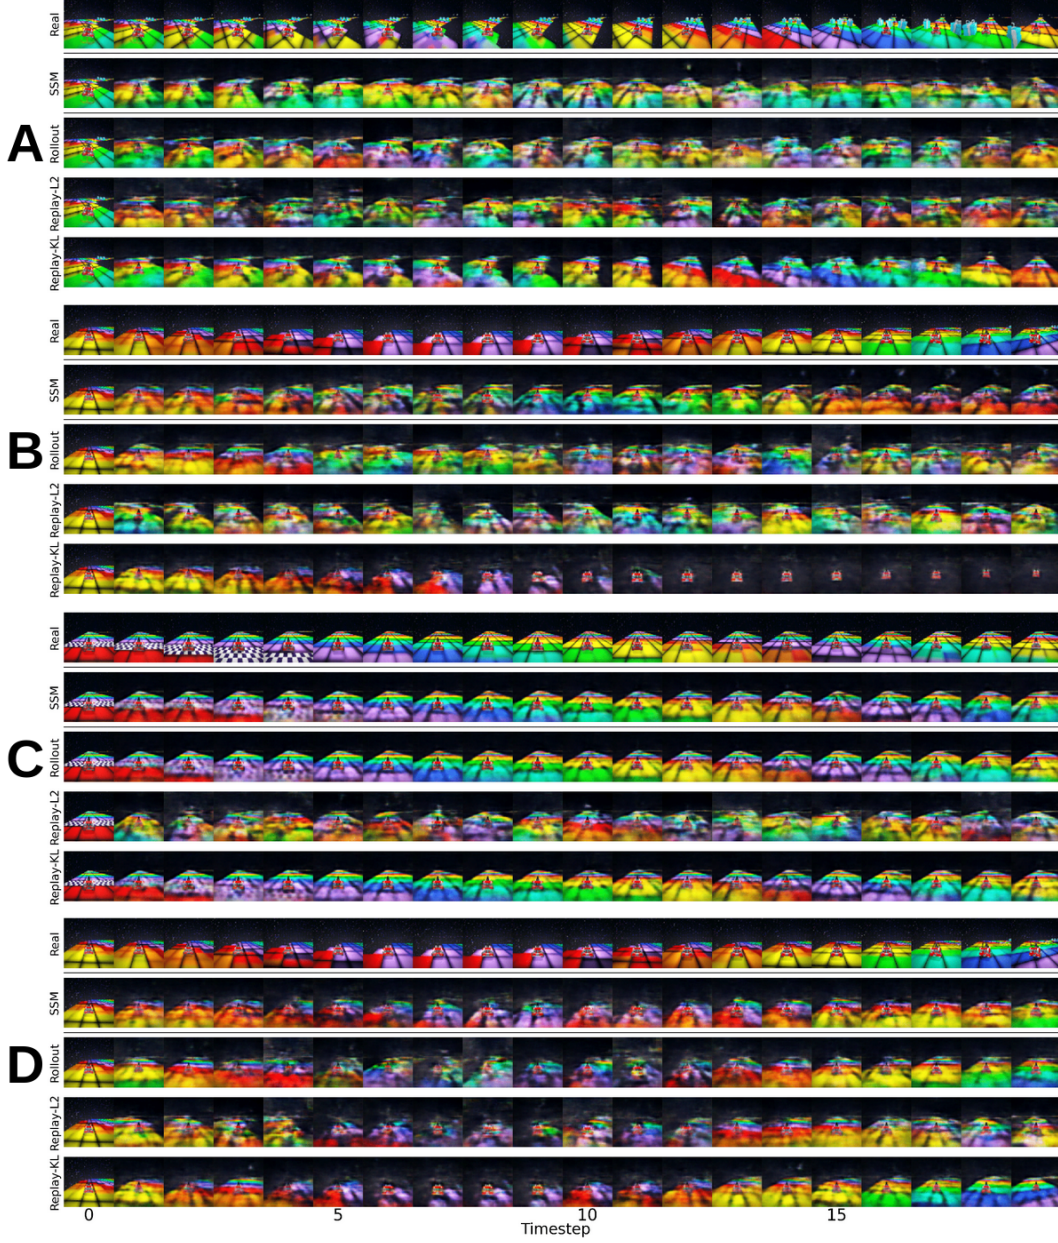 A
Real
SSM
Rollout
Replay-L2
Replay-KL
B
Real
SSM
Rollout
Replay-L2
Replay-KL
C
Real
SSM
Rollout
Replay-L2
Replay-KL
D
Real
SSM
Rollout
Replay-L2
Replay-KL
0 5 10 15
Timestep